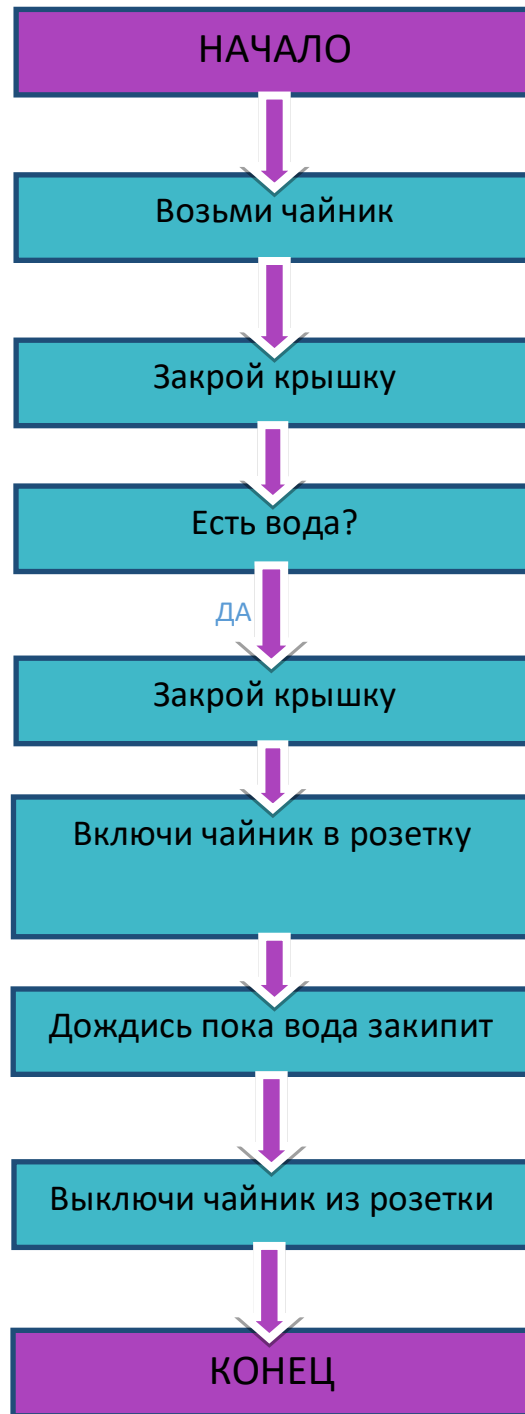 НАЧАЛО
Возьми чайник
Закрой крышку
Есть вода?
ДА
Закрой крышку
Включи чайник в розетку
Дождись пока вода закипит
Выключи чайник из розетки
КОНЕЦ